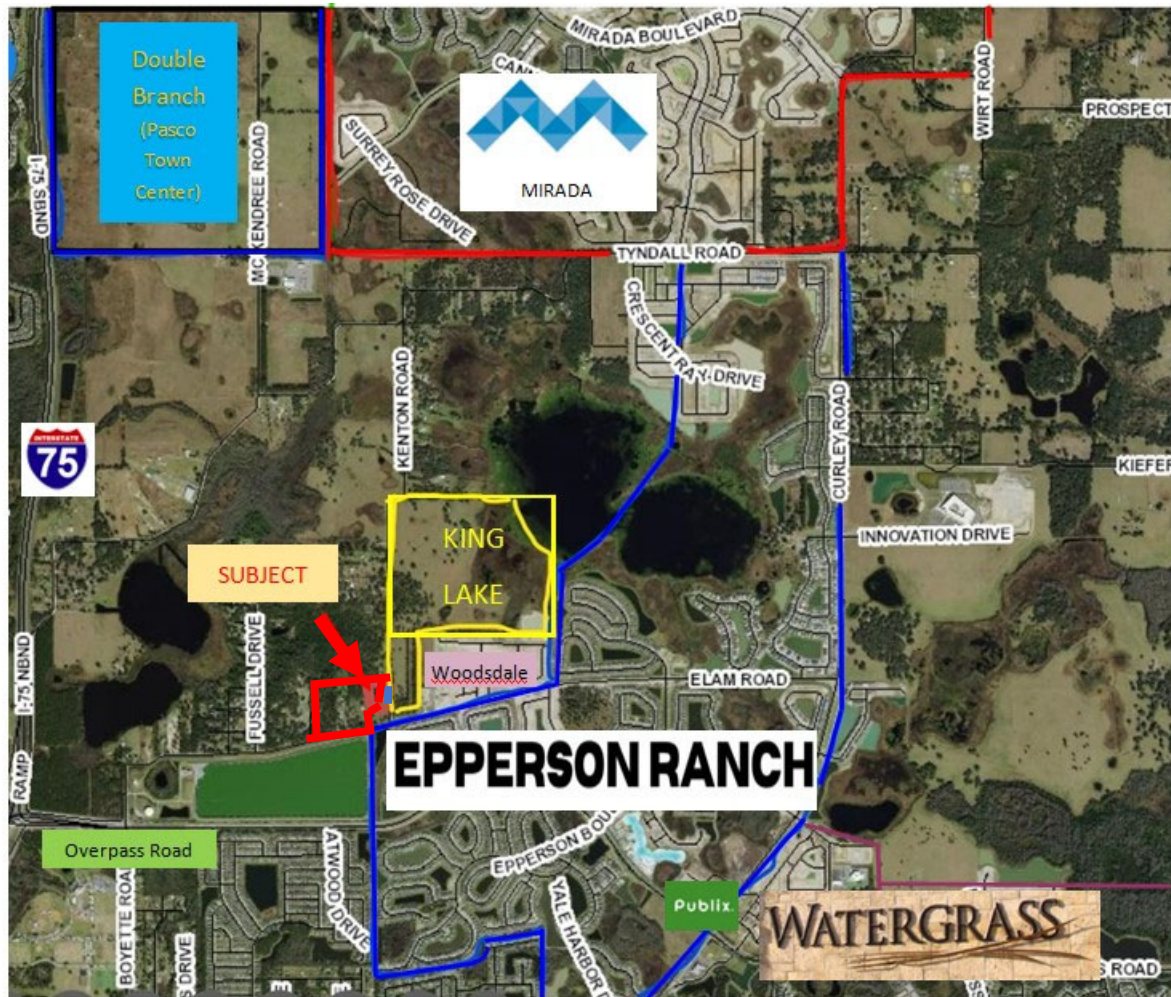 MIRADA BOULEVARD
Double
Branch
(Pasco
Town
Center)
WIRT ROAD
PROSPECT
MIRADA
SURREY ROSE DRIVE
I-75 SBND
MC KENDREE ROAD
TYNDALL ROAD
CRESCENT RAY DRIVE
KENTON ROAD
CURLEY ROAD
INTERSTATE
75
KIEFER
INNOVATION DRIVE
KING
LAKE
SUBJECT
FUSSELL DRIVE
Woodsdale
ELAM ROAD
I-75 NBND
RAMP
EPPERSON RANCH
Overpass Road
ATWOOD DRIVE
EPPERSON BOU
BOYETTE ROA
S DRIVE
YALE HARBOR D
Publix.
WATERGRASS
S ROAD